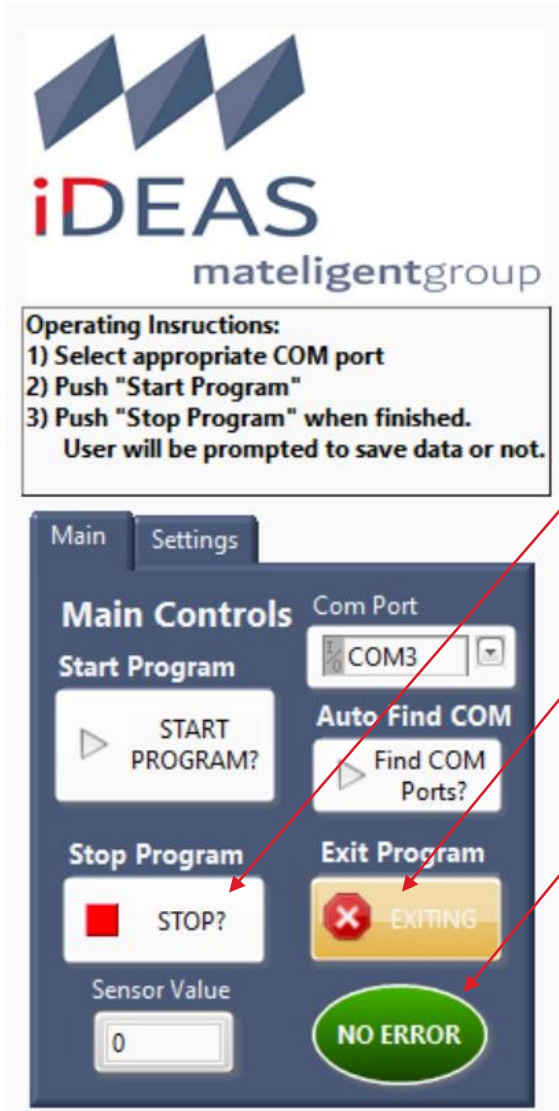 iDEAS
mateligentgroup
Operating Insructions:
1) Select appropriate COM port
2) Push "Start Program"
3) Push "Stop Program" when finished.
User will be prompted to save data or not.
Main
Settings
Main Controls
Com Port
I/O COM3
Start Program
Auto Find COM
START
PROGRAM?
Find COM
Ports?
Stop Program
Exit Program
STOP?
EXITING
Sensor Value
0
NO ERROR